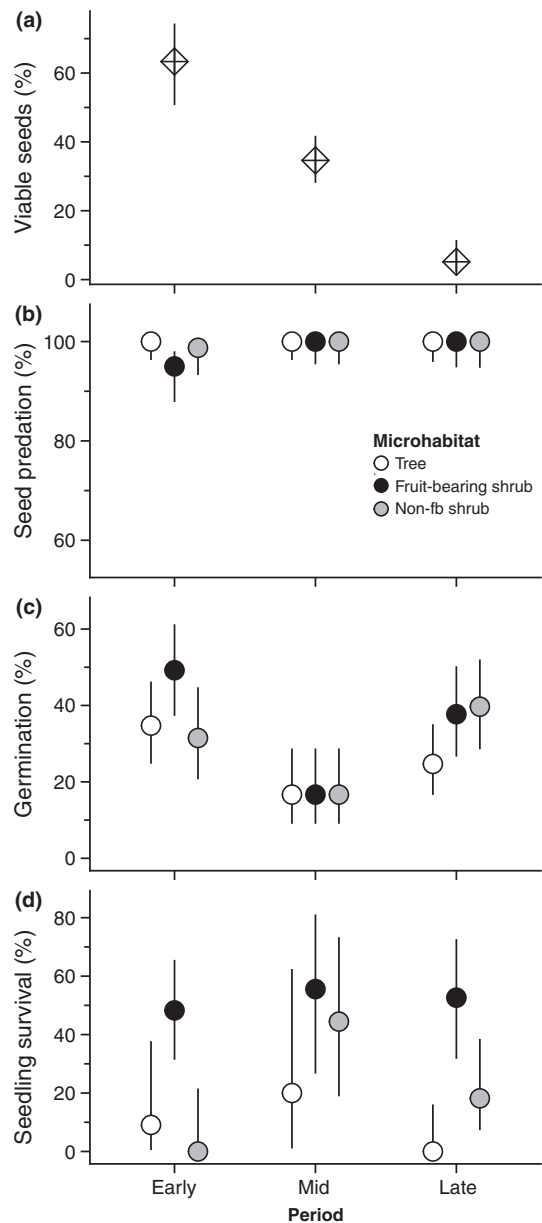 (a)
Viable seeds (%)
60
40
20
0
(b)
Seed predation (%)
100
80
60
Microhabitat
Tree
Fruit-bearing shrub
Non-fb shrub
(c)
Germination (%)
60
40
20
0
(d)
Seedling survival (%)
80
60
40
20
0
Early Mid Late
Period